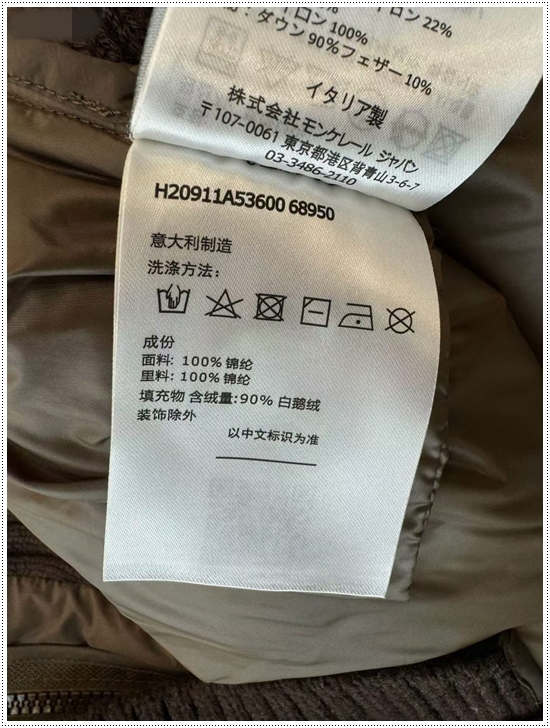 イロン 22%
イロン 100%
ダウン 90%フェザー 10%
イタリア製
株式会社モンケレール ジャパン
〒107-0061 東京都港区背青山3-6-7
03-3486-2110
H20911A53600 68950
意大利制造
洗涤方法：
成份
面料: 100% 锦纶
里料: 100% 锦纶
填充物 含绒量:90% 白鹅绒
装饰除外
以中文标识为准